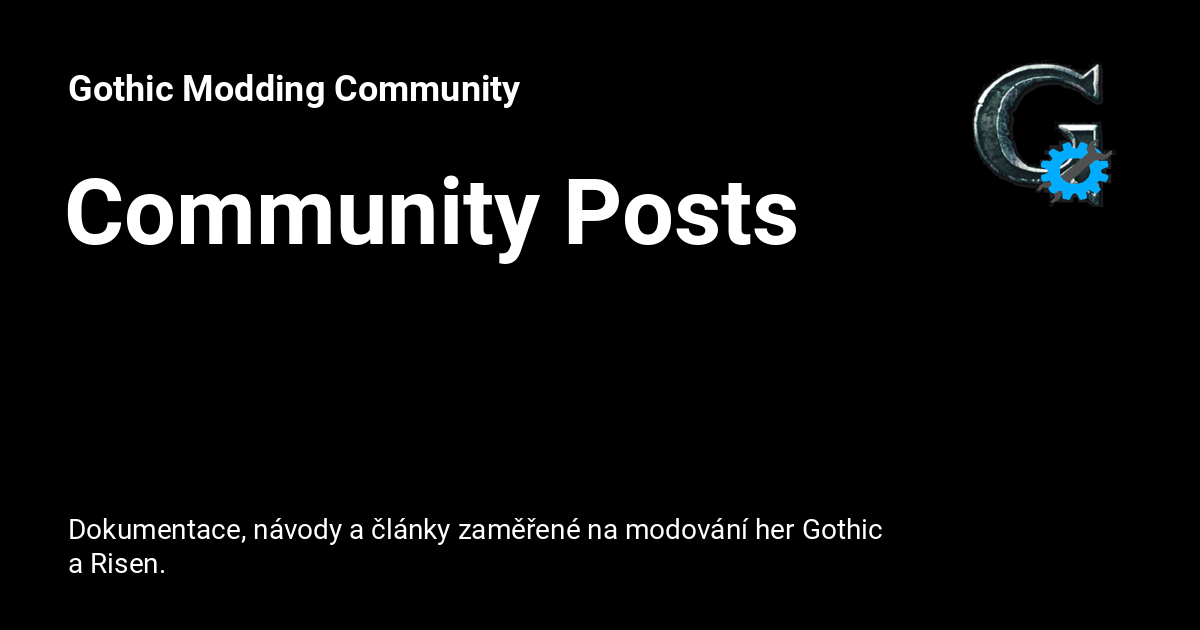 Gothic Modding Community
G
Community Posts
Dokumentace, návody a články zaměřené na modování her Gothic
a Risen.